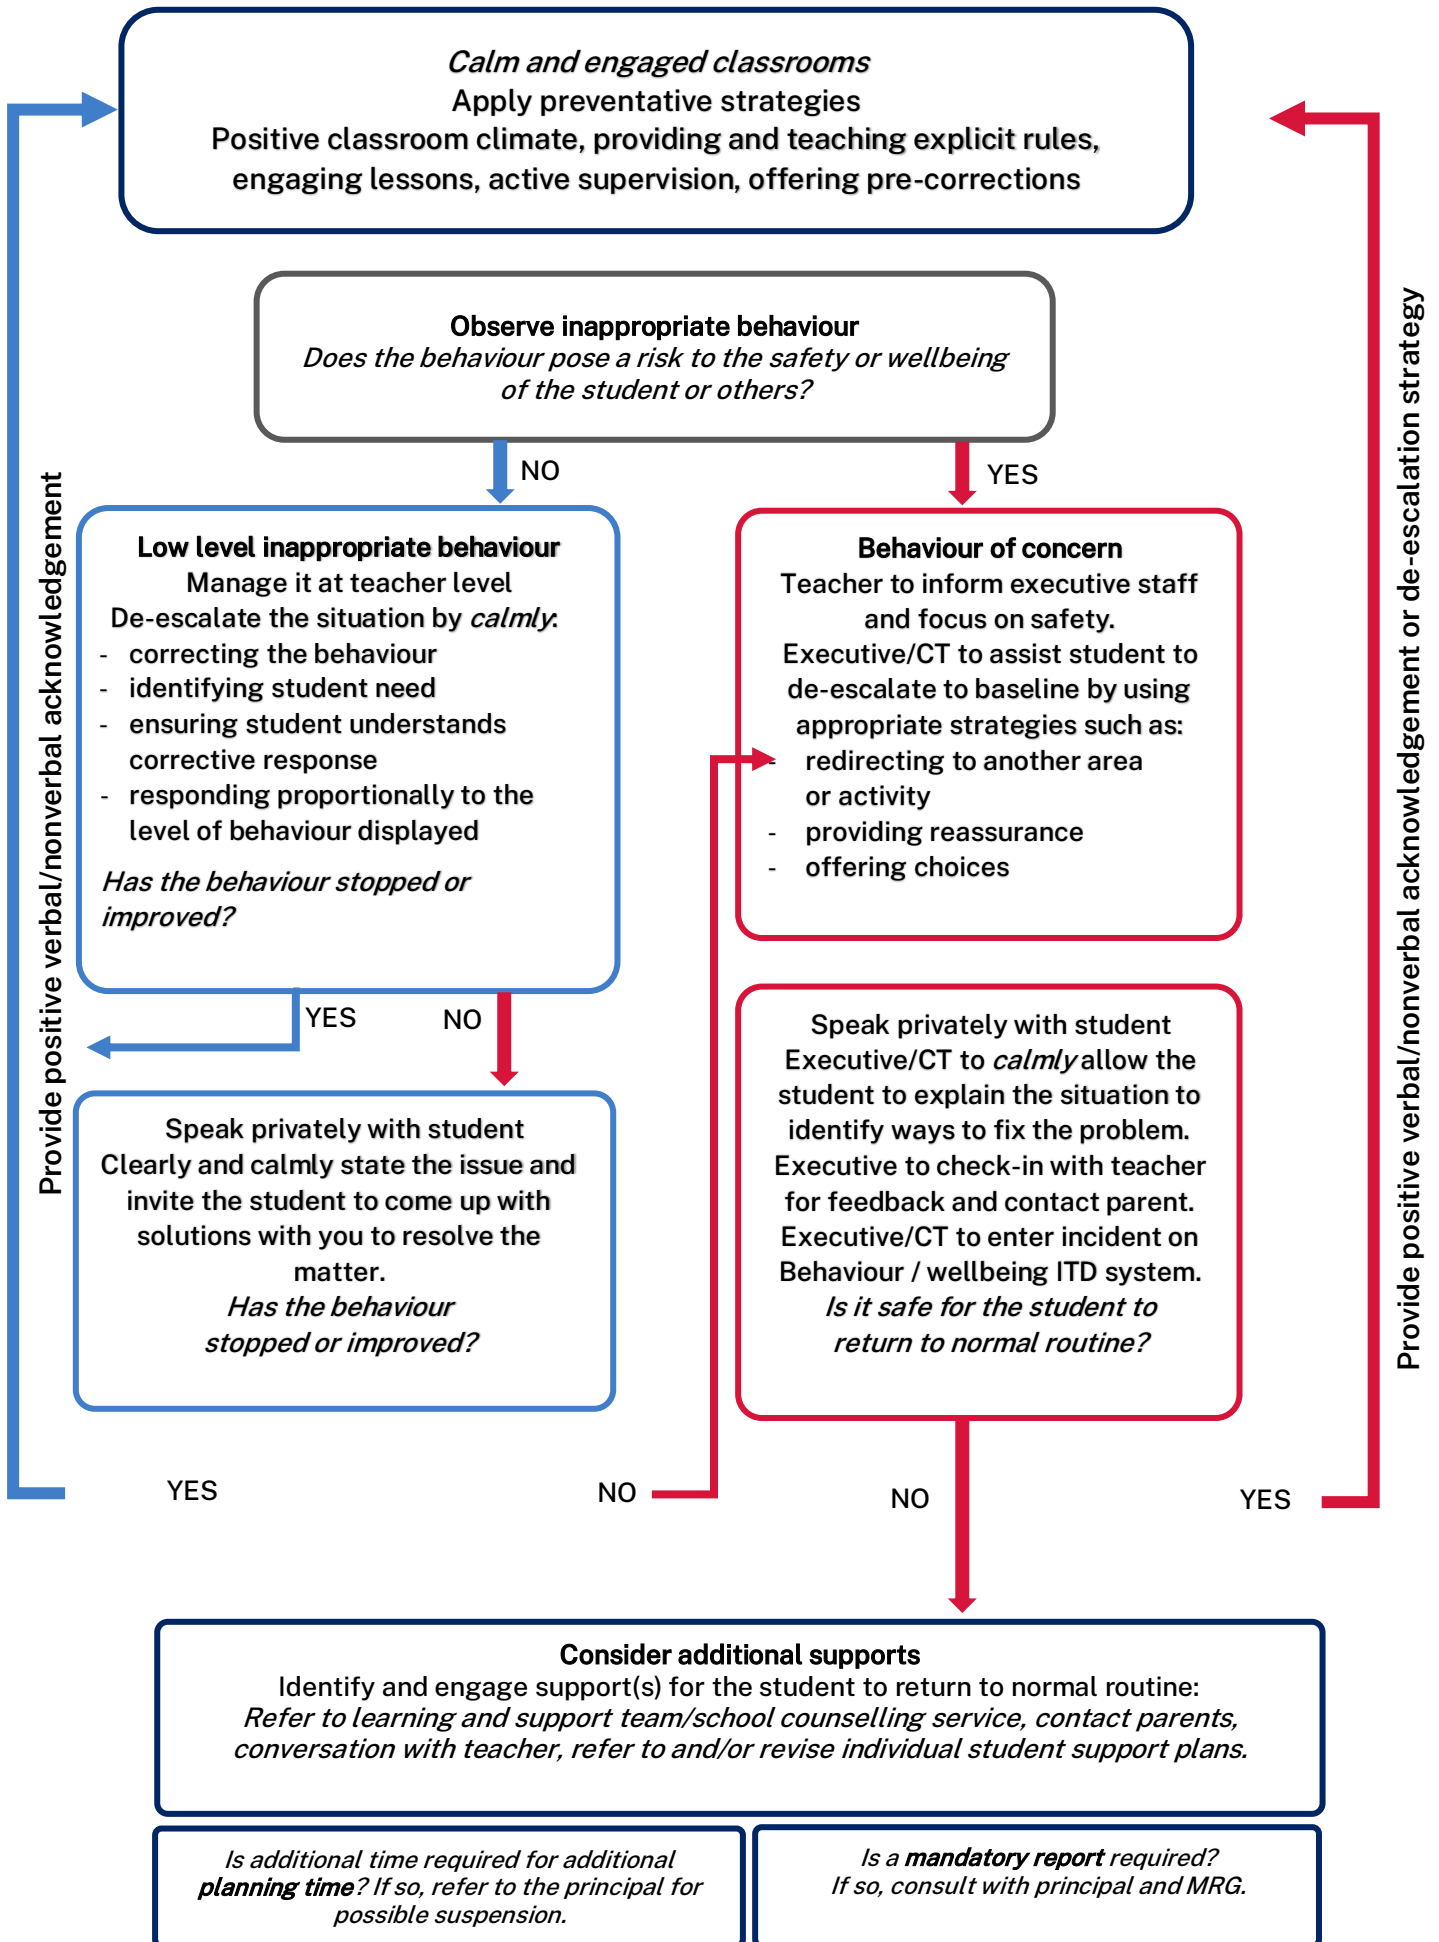 Calm and engaged classrooms
Apply preventative strategies
Positive classroom climate, providing and teaching explicit rules,
engaging lessons, active supervision, offering pre-corrections
Observe inappropriate behaviour
Does the behaviour pose a risk to the safety or wellbeing
of the student or others?
NO
YES
Low level inappropriate behaviour
Manage it at teacher level
De-escalate the situation by calmly:
- correcting the behaviour
- identifying student need
- ensuring student understands
corrective response
- responding proportionally to the
level of behaviour displayed
Has the behaviour stopped or
improved?
Behaviour of concern
Teacher to inform executive staff
and focus on safety.
Executive/CT to assist student to
de-escalate to baseline by using
appropriate strategies such as:
- redirecting to another area
or activity
- providing reassurance
- offering choices
YES
NO
Speak privately with student
Clearly and calmly state the issue and
invite the student to come up with
solutions with you to resolve the
matter.
Has the behaviour
stopped or improved?
Speak privately with student
Executive/CT to calmly allow the
student to explain the situation to
identify ways to fix the problem.
Executive to check-in with teacher
for feedback and contact parent.
Executive/CT to enter incident on
Behaviour / wellbeing ITD system.
Is it safe for the student to
return to normal routine?
YES
NO
NO
YES
Provide positive verbal/nonverbal acknowledgement
Provide positive verbal/nonverbal acknowledgement or de-escalation strategy
Consider additional supports
Identify and engage support(s) for the student to return to normal routine:
Refer to learning and support team/school counselling service, contact parents,
conversation with teacher, refer to and/or revise individual student support plans.
Is additional time required for additional
planning time? If so, refer to the principal for
possible suspension.
Is a mandatory report required?
If so, consult with principal and MRG.